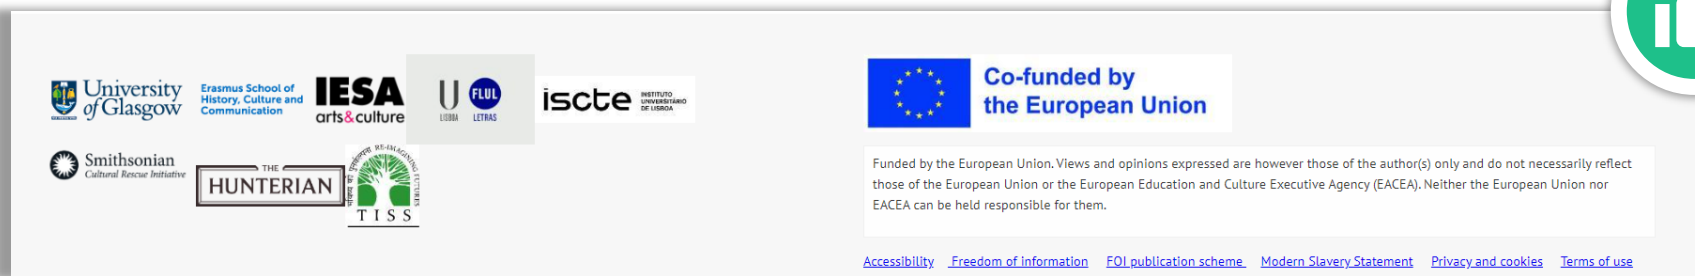 University
of Glasgow
Erasmus School of
History, Culture and
Communication
IESA
arts&culture
U
LISBOA
FLUL
LETRAS
iscte
INSTITUTO
UNIVERSITÁRIO
DE LISBOA
Smithsonian
Cultural Rescue Initiative
THE
HUNTERIAN
RE-IMAGINING FUTURES
TISS
Co-funded by
the European Union
Funded by the European Union. Views and opinions expressed are however those of the author(s) only and do not necessarily reflect
those of the European Union or the European Education and Culture Executive Agency (EACEA). Neither the European Union nor
EACEA can be held responsible for them.
Accessibility Freedom of information FOI publication scheme Modern Slavery Statement Privacy and cookies Terms of use